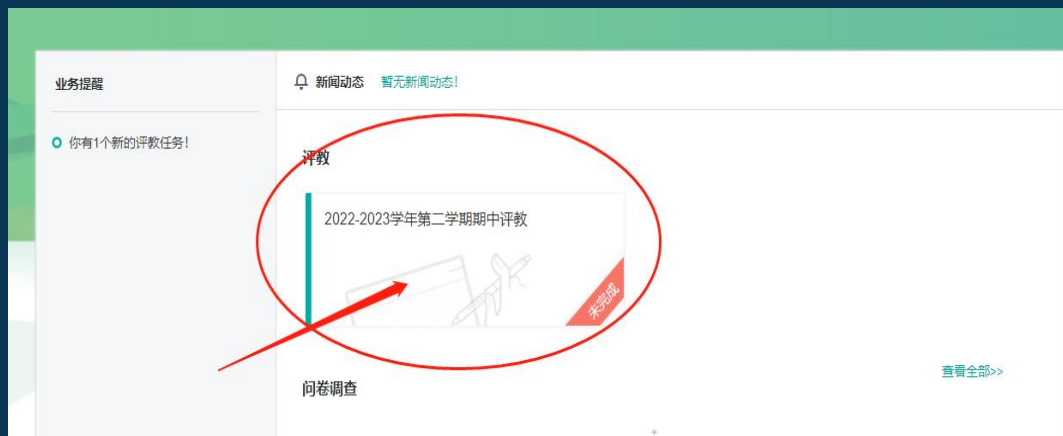 业务提醒
新闻动态 暂无新闻动态!
你有1个新的评教任务!
评教
2022-2023学年第二学期期中评教
未完成
查看全部>>
问卷调查